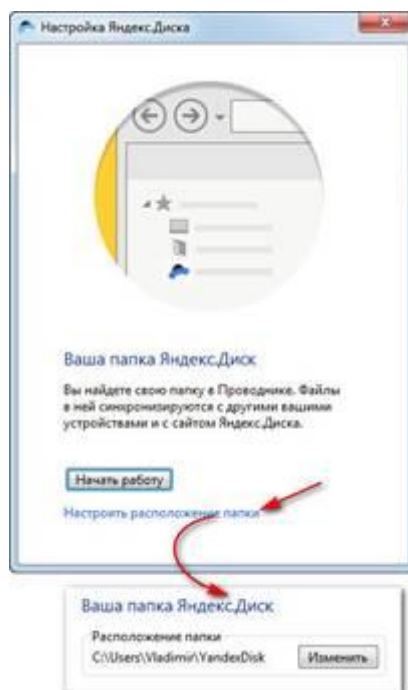 Настройка Яндекс.Диска
Ваша папка Яндекс.Диск
Вы найдете свою папку в Проводнике. Файлы
в ней синхронизируются с другими вашими
устройствами и с сайтом Яндекс.Диска.
Начать работу
Настроить расположение папки
Ваша папка Яндекс.Диск
Расположение папки
C:\Users\Vladimir\YandexDisk
Изменить